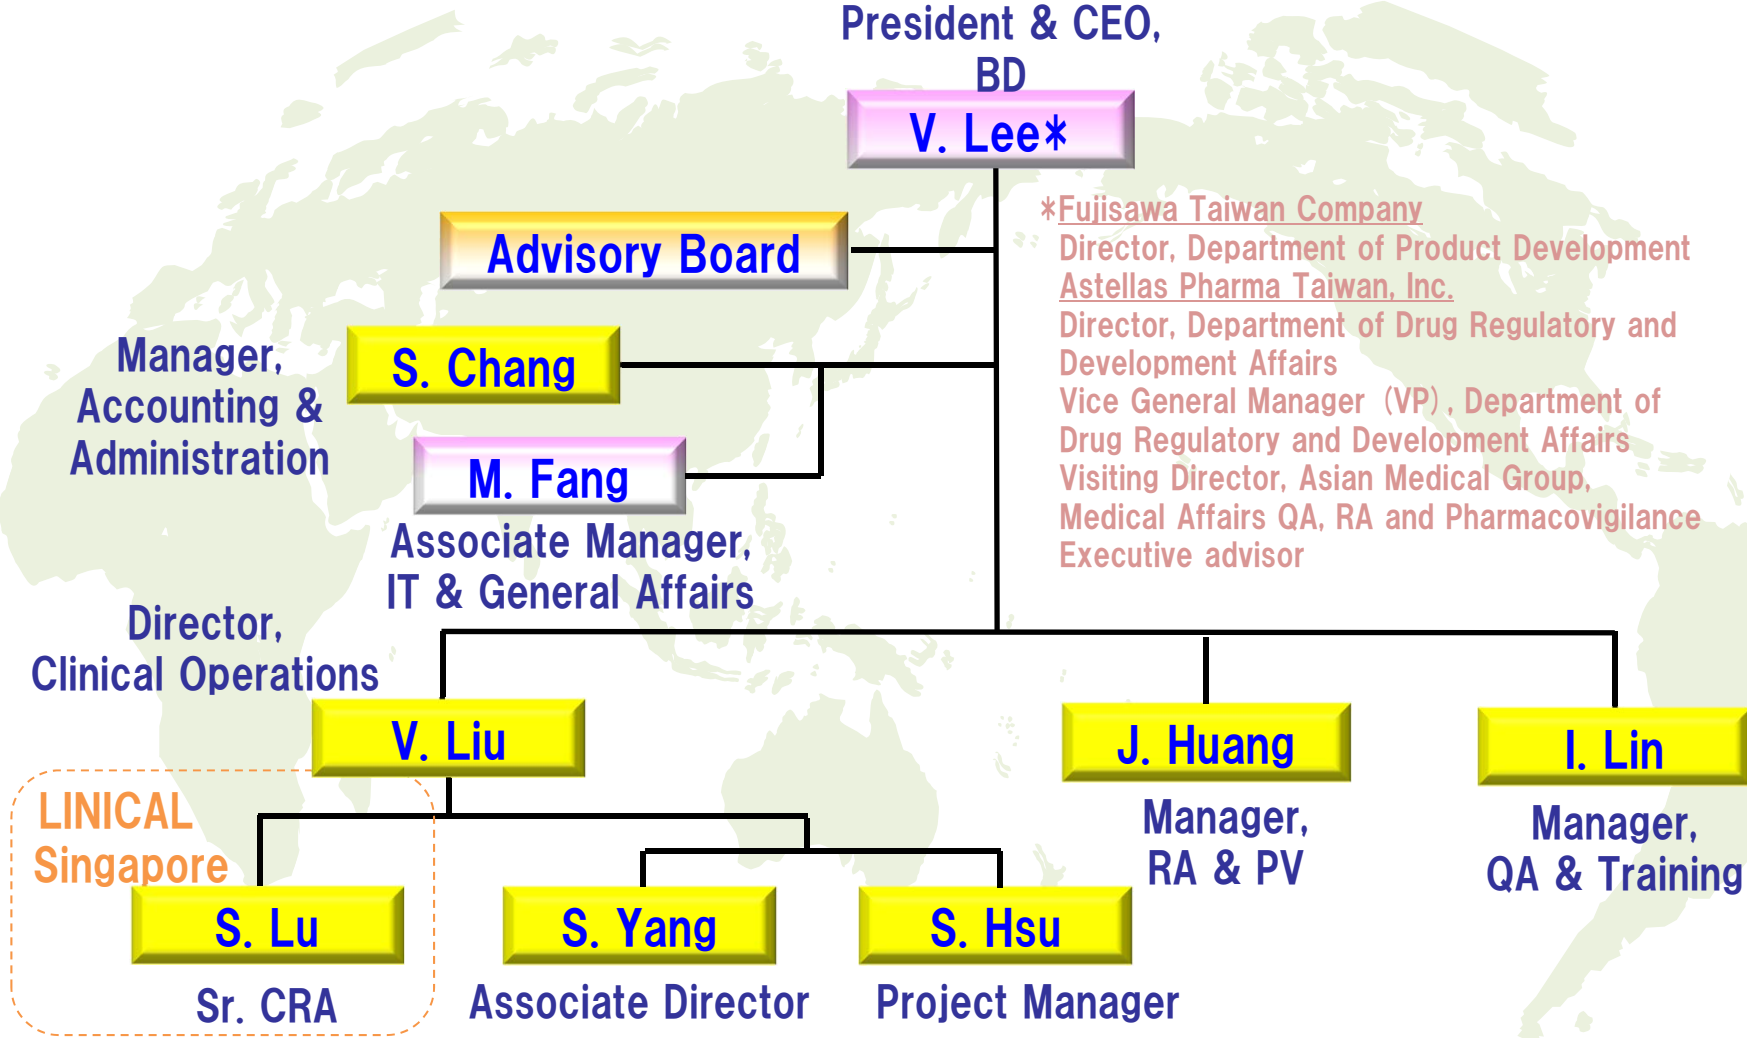 President & CEO,
BD
V. Lee*
*Fujisawa Taiwan Company
Director, Department of Product Development
Astellas Pharma Taiwan, Inc.
Director, Department of Drug Regulatory and
Development Affairs
Vice General Manager (VP), Department of
Drug Regulatory and Development Affairs
Visiting Director, Asian Medical Group,
Medical Affairs QA, RA and Pharmacovigilance
Executive advisor
Advisory Board
Manager,
Accounting &
Administration
S. Chang
M. Fang
Associate Manager,
IT & General Affairs
Director,
Clinical Operations
V. Liu
J. Huang
Manager,
RA & PV
I. Lin
Manager,
QA & Training
LINICAL
Singapore
S. Lu
Sr. CRA
S. Yang
Associate Director
S. Hsu
Project Manager